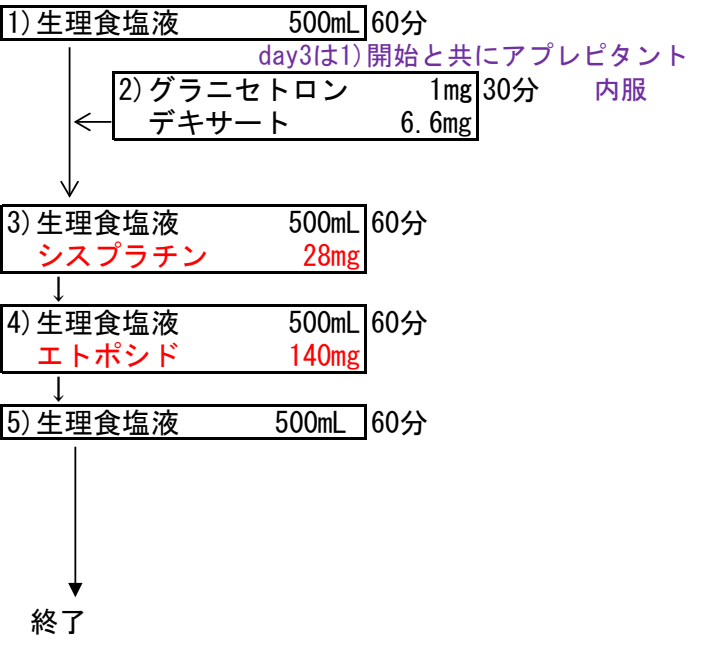 1)生理食塩液 500mL 60分
day3は1)開始と共にアプレピタント
内服
2)グラニセトロン 1mg 30分
デキサート 6.6mg
3)生理食塩液 500mL 60分
シスプラチン 28mg
↓
4)生理食塩液 500mL 60分
エトポシド 140mg
↓
5)生理食塩液 500mL 60分
終了